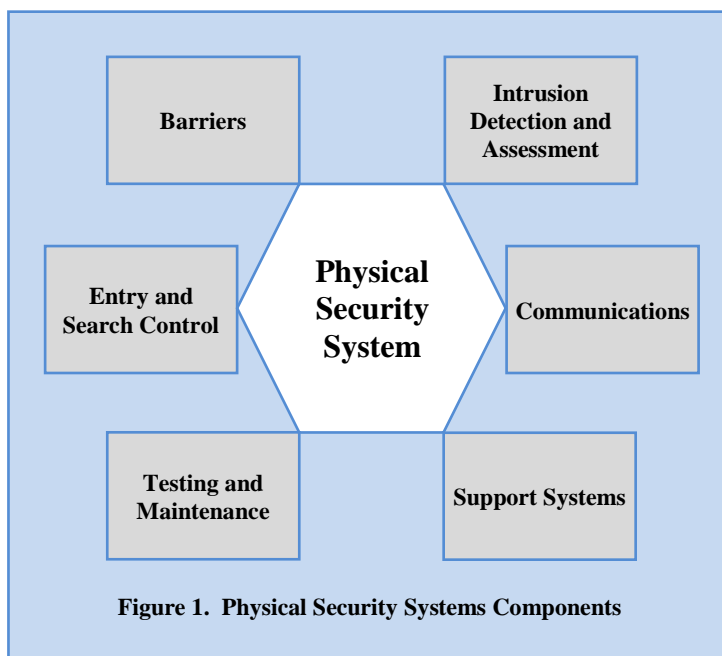 Barriers
Intrusion
Detection and
Assessment
Entry and
Search Control
Physical
Security
System
Communications
Testing and
Maintenance
Support Systems
Figure 1.  Physical Security Systems Components